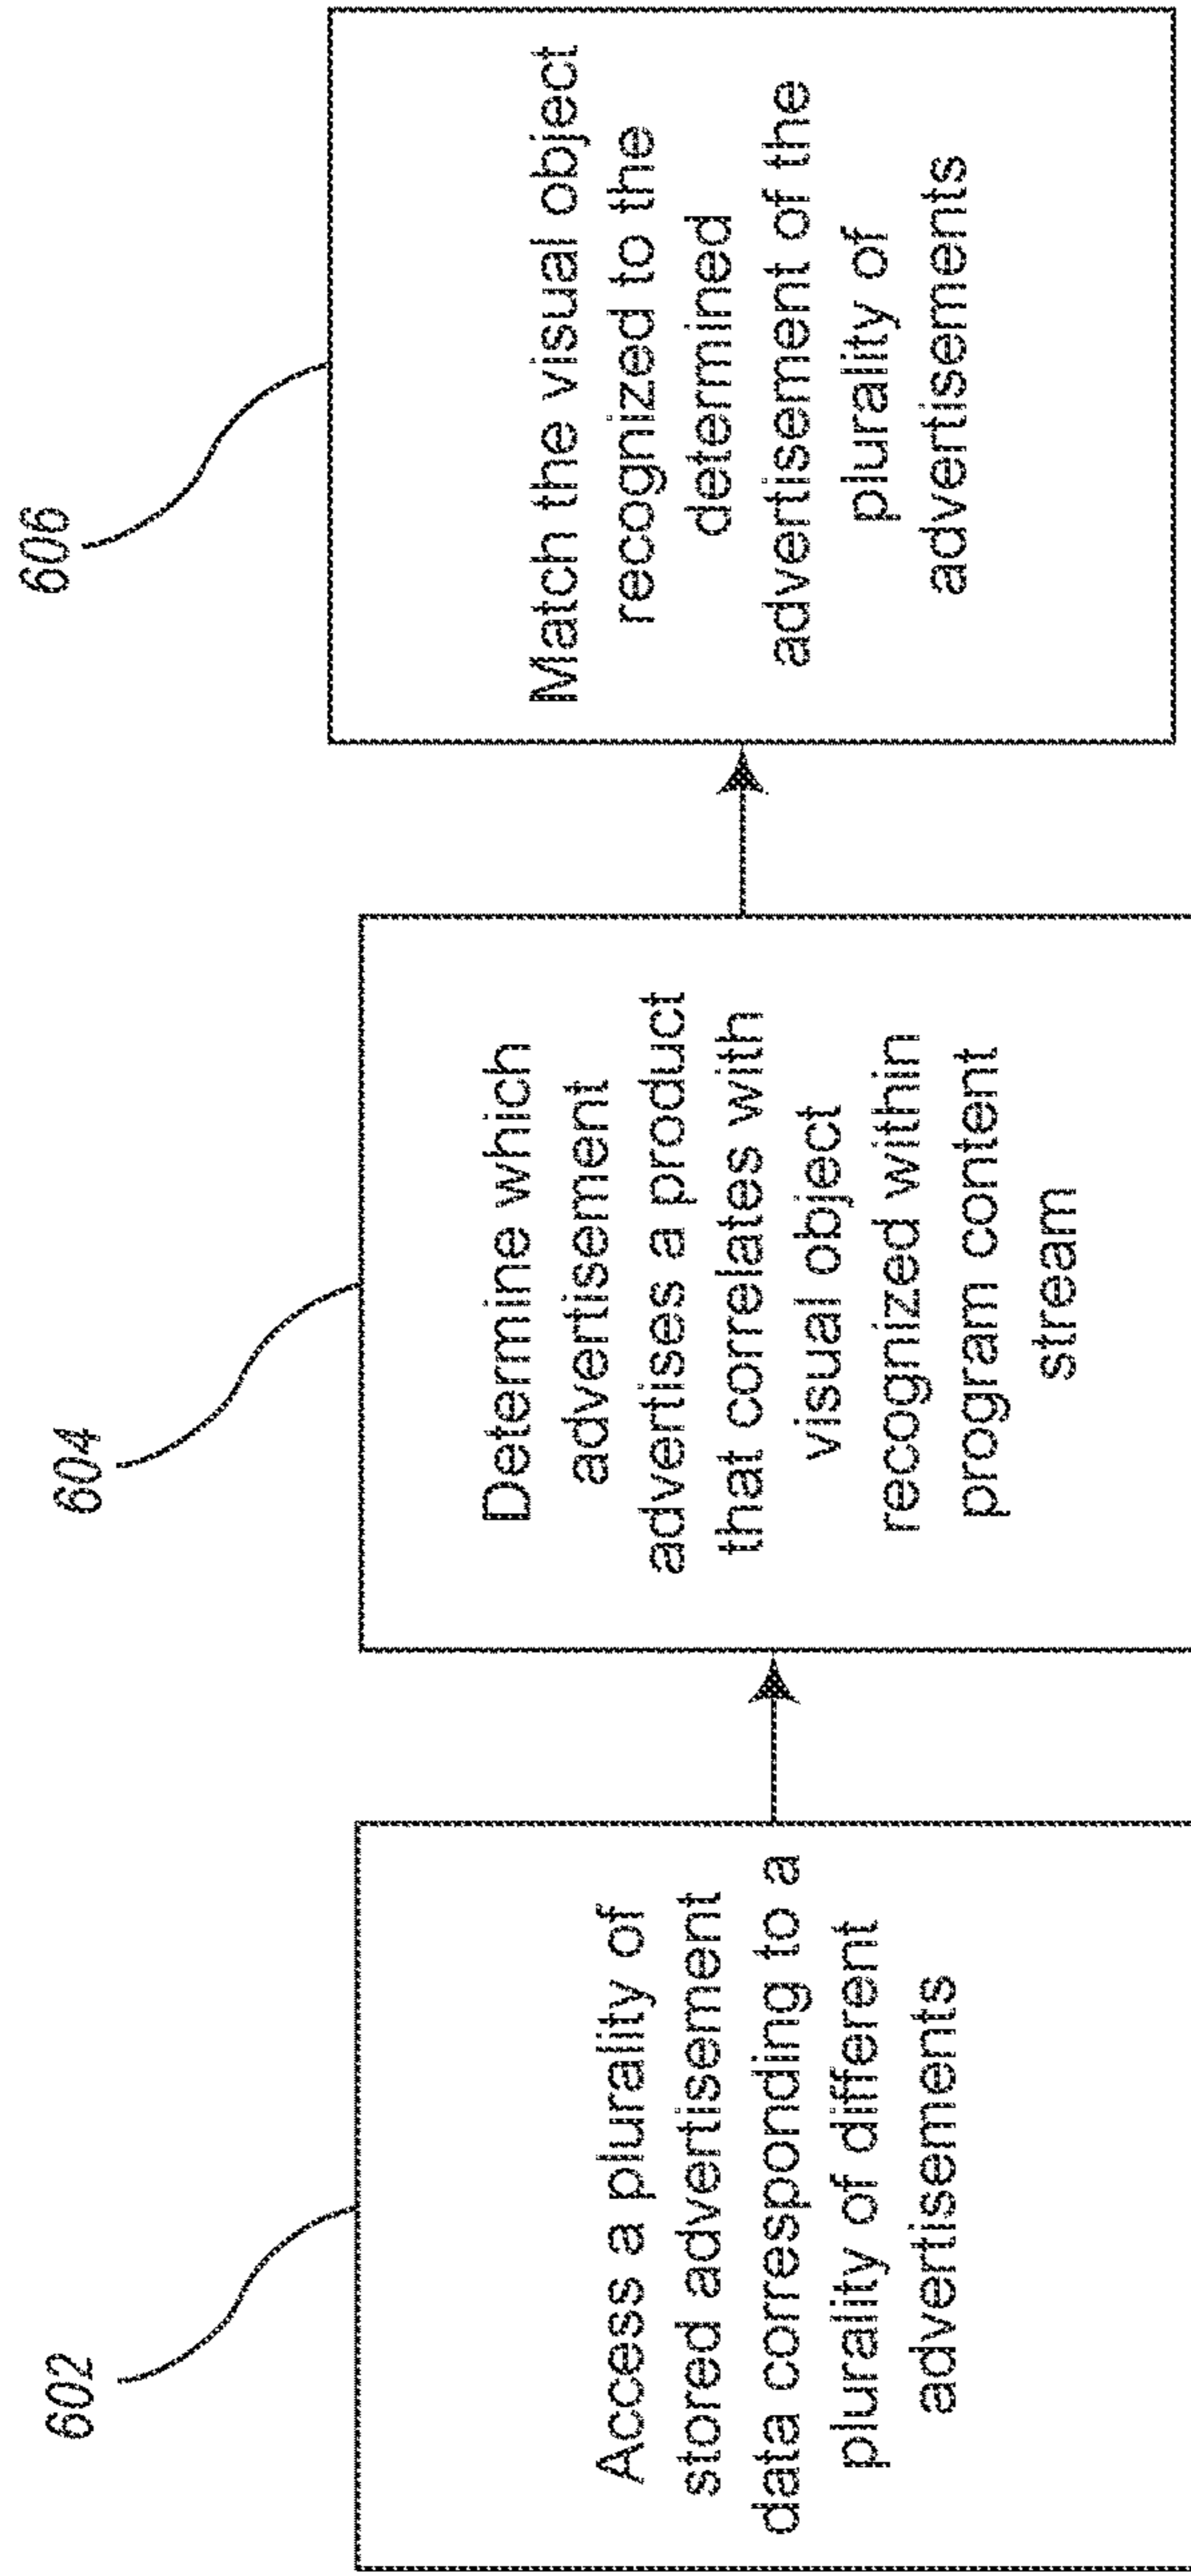 602
Access a plurality of
stored advertisement
data corresponding to a
plurality of different
advertisements
604
Determine which
advertisement
advertises a product
that correlates with
visual object
recognized within
program content
stream
606
Match the visual object
recognized to the
determined
advertisement of the
plurality of
advertisements